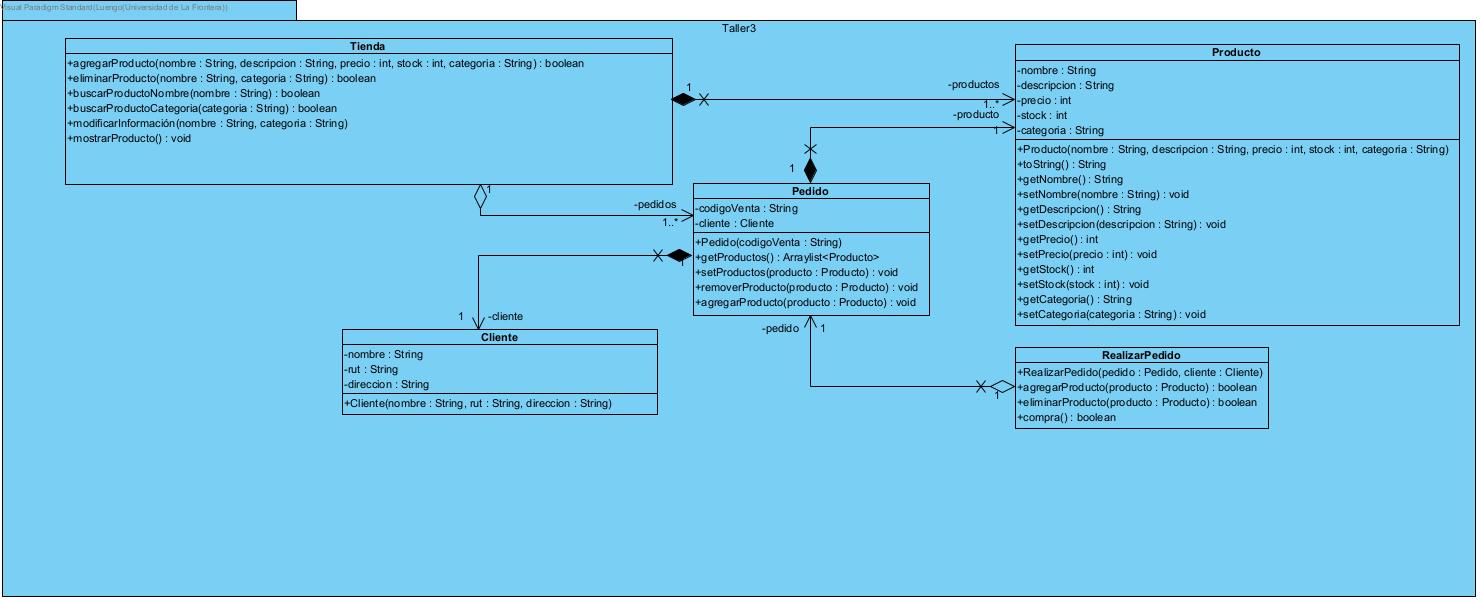 Visual Paradigm Standard(Luengo(Universidad de La Frontera))
Taller3
Tienda
+agregarProducto(nombre : String, descripcion : String, precio : int, stock : int, categoria : String) : boolean
+eliminarProducto(nombre : String, categoria : String) : boolean
+buscarProductoNombre(nombre : String) : boolean
+buscarProductoCategoria(categoria : String) : boolean
+modificarInformación(nombre : String, categoria : String)
+mostrarProducto() : void
1
-productos
1..*
-producto
1
1
1
-pedidos
1..*
Producto
-nombre : String
-descripcion : String
-precio : int
-stock : int
-categoria : String
+Producto(nombre : String, descripcion : String, precio : int, stock : int, categoria : String)
+toString() : String
+getNombre() : String
+setNombre(nombre : String) : void
+getDescripcion() : String
+setDescripcion(descripcion : String) : void
+getPrecio() : int
+setPrecio(precio : int) : void
+getStock() : int
+setStock(stock : int) : void
+getCategoria() : String
+setCategoria(categoria : String) : void
Pedido
-codigoVenta : String
-cliente : Cliente
+Pedido(codigoVenta : String)
+getProductos() : Arraylist<Producto>
+setProductos(producto : Producto) : void
+removerProducto(producto : Producto) : void
+agregarProducto(producto : Producto) : void
1
1
-cliente
-pedido
1
Cliente
-nombre : String
-rut : String
-direccion : String
+Cliente(nombre : String, rut : String, direccion : String)
RealizarPedido
+RealizarPedido(pedido : Pedido, cliente : Cliente)
+agregarProducto(producto : Producto) : boolean
+eliminarProducto(producto : Producto) : boolean
+compra() : boolean
1